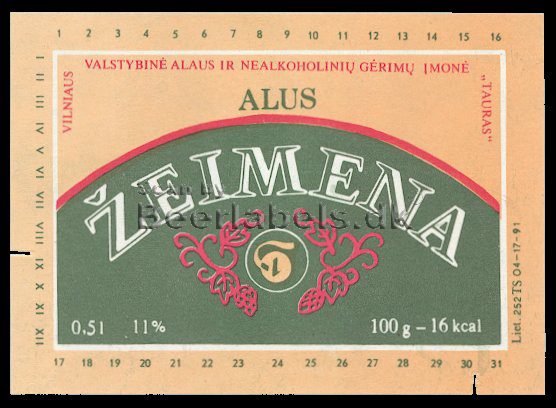 1 2 3 4 5 6 7 8 9 10 11 12 13 14 15 16
I II III IV V VI VII VIII IX X XI XII
VILNIAUS
VALSTYBINĖ ALAUS IR NEALKOHOLINIŲ GĖRIMŲ ĮMONĖ
„TAURAS“
ALUS
ŽEIMENA
Scan by
Beerlabels.dk
T
0.5l 11%
100 g – 16 kcal
Liet. 252 TS 04-17-91
17 18 19 20 21 22 23 24 25 26 27 28 29 30 31